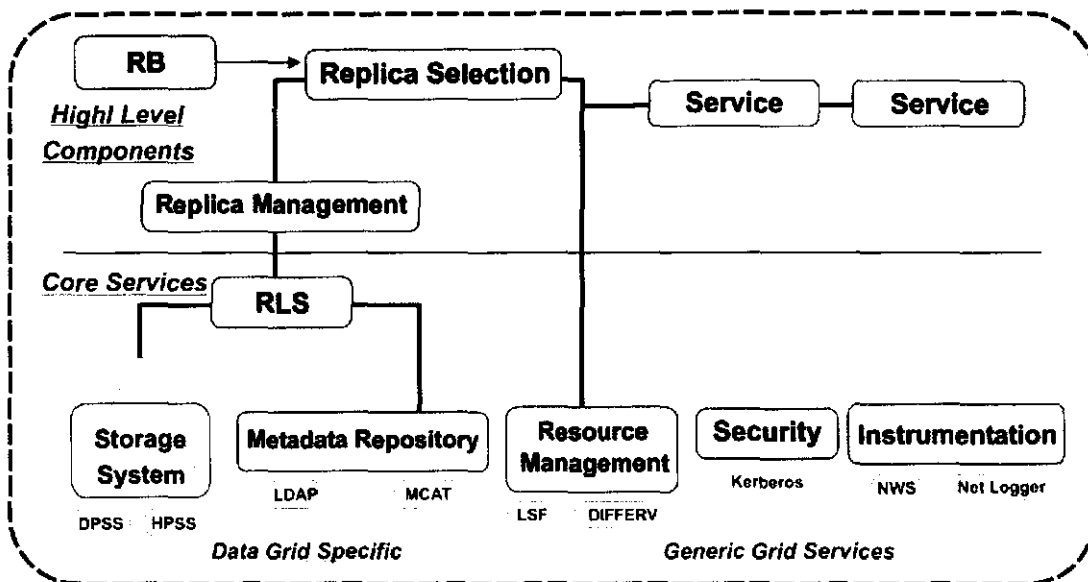 RB
Replica Selection
Service
Service
Highl Level
Components
Replica Management
Core Services
RLS
Storage
System
Metadata Repository
Resource
Management
Security
Instrumentation
DPSS
HPSS
LDAP
MCAT
LSF
DIFFERV
Kerberos
NWS
Net Logger
Data Grid Specific
Generic Grid Services